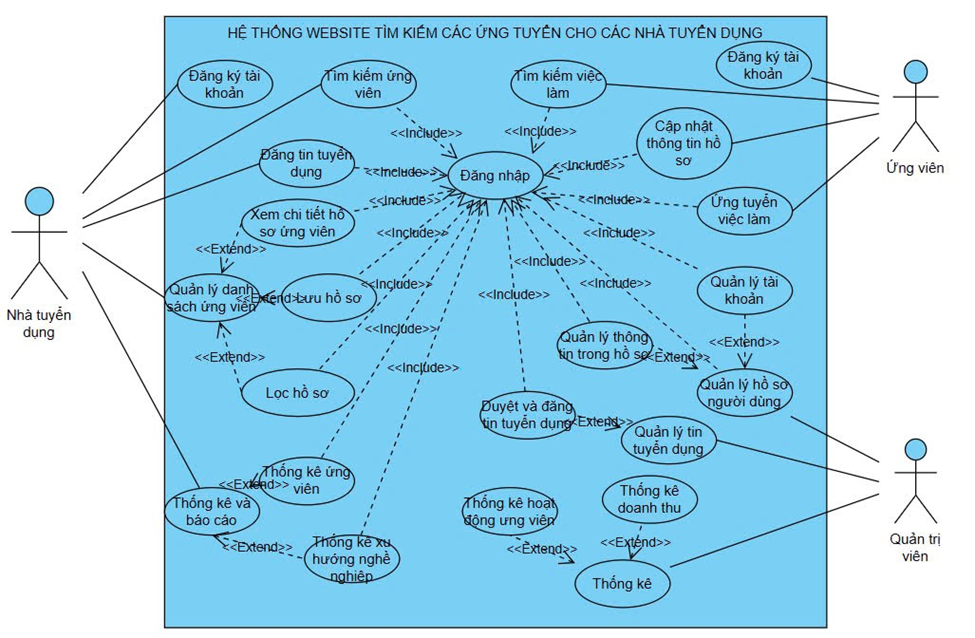 HỆ THỐNG WEBSITE TÌM KIẾM CÁC ỨNG TUYỂN CHO CÁC NHÀ TUYỂN DỤNG
Đăng ký tài
khoản
Tìm kiếm ứng
viên
Tìm kiếm việc
làm
Đăng ký tài
khoản
<<Include>>
<<Include>>
Cập nhật
thông tin hồ
sơ
Ứng viên
Đăng tin tuyển
dụng
<<Include>>
Đăng nhập
<<Include>>
Xem chi tiết hồ
sơ ứng viên
<<Include>>
<<Include>>
Ứng tuyển
việc làm
<<Include>>
<<Include>>
<<Extend>>
<<Include>>
Quản lý danh
sách ứng viên
<<Extend>>
Lưu hồ sơ
<<Include>>
<<Include>>
<<Include>>
Quản lý tài
khoản
Nhà tuyển
dụng
<<Include>>
<<Extend>>
<<Include>>
Quản lý thông
tin trong hồ sơ
<<Extend>>
<<Extend>>
Lọc hồ sơ
Quản lý hồ sơ
người dùng
Duyệt và đăng
tin tuyển dụng
<<Extend>>
Quản lý tin
tuyển dụng
Thống kê ứng
viên
<<Extend>>
Thống kê và
báo cáo
Thống kê hoạt
động ưng viên
Thống kê
doanh thu
Quản trị
viên
<<Extend>>
Thống kê xu
hướng nghề
nghiệp
<<Extend>>
<<Extend>>
Thống kê